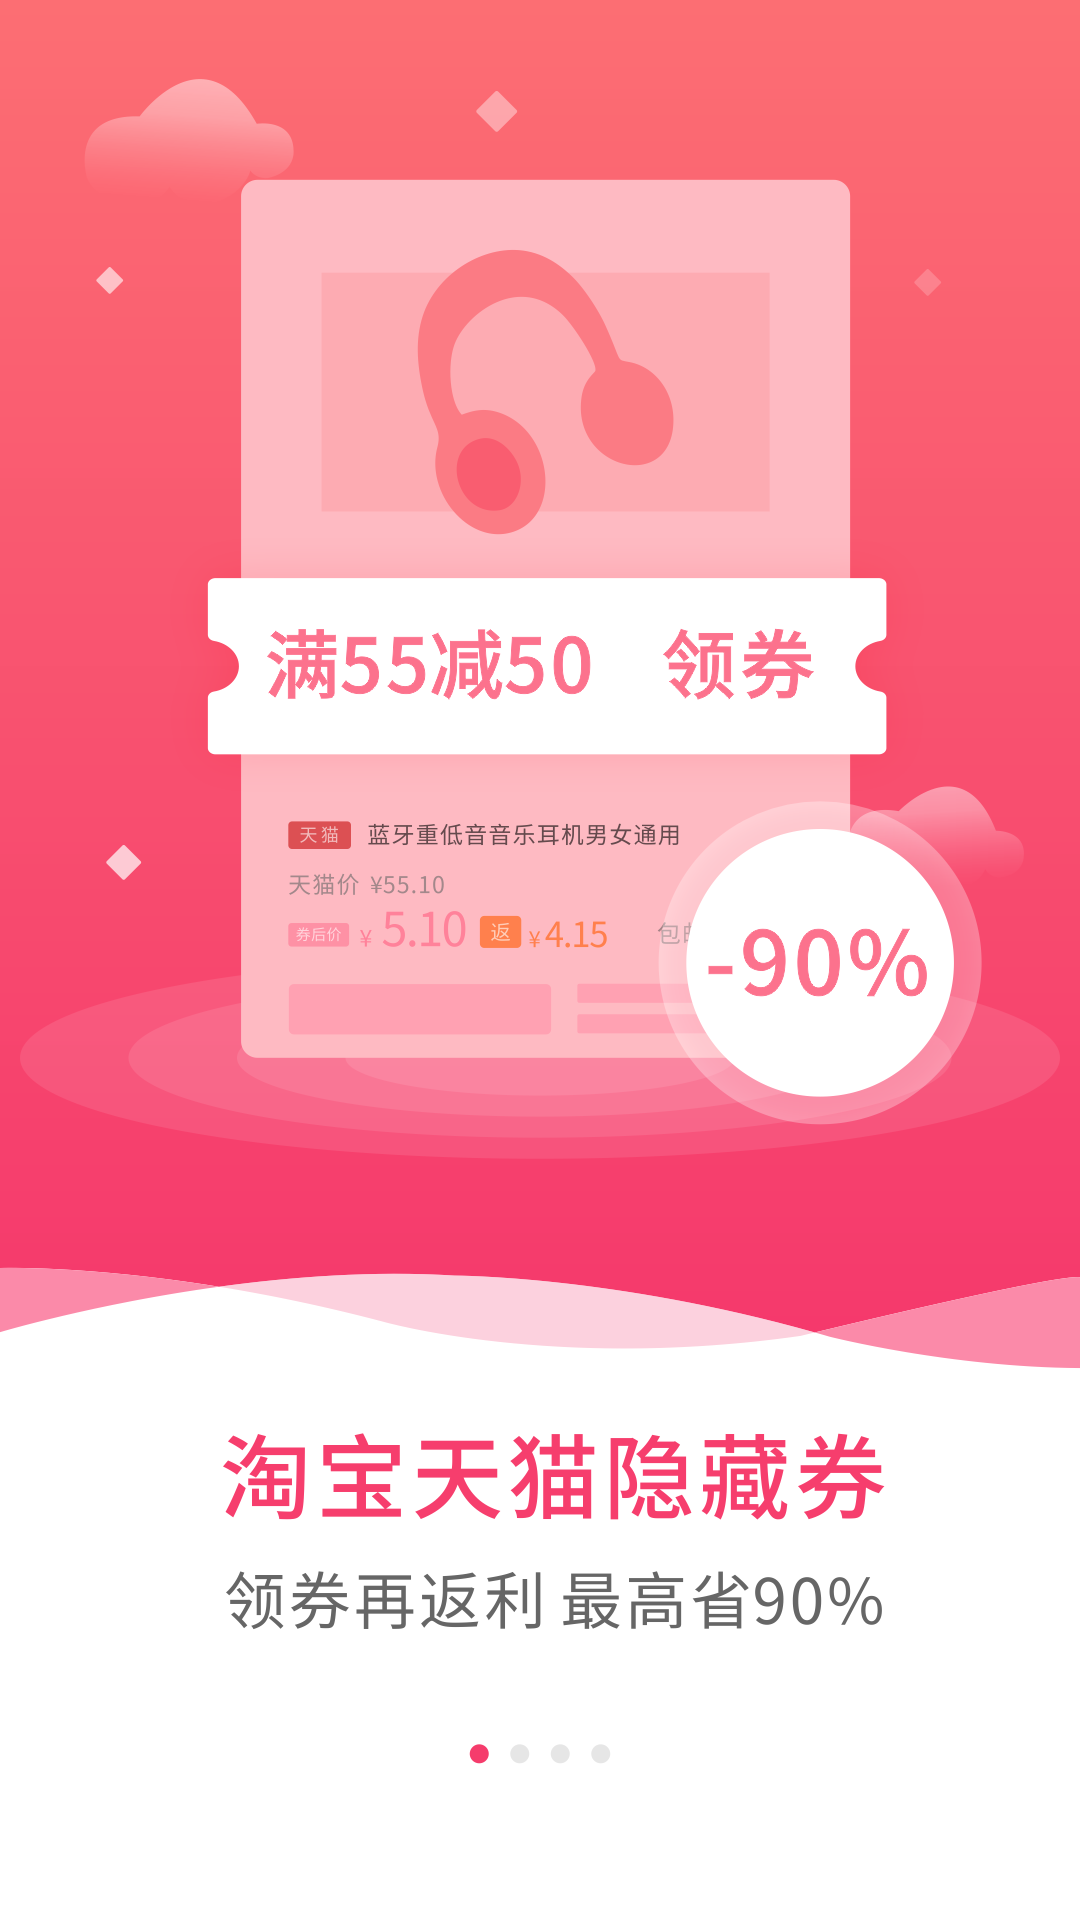 满55减50 领券
天猫 蓝牙重低音音乐耳机男女通用
天猫价 ¥55.10
券后价 ¥ 5.10 返 ¥4.15 包
-90%
淘宝天猫隐藏券
领券再返利 最高省90%